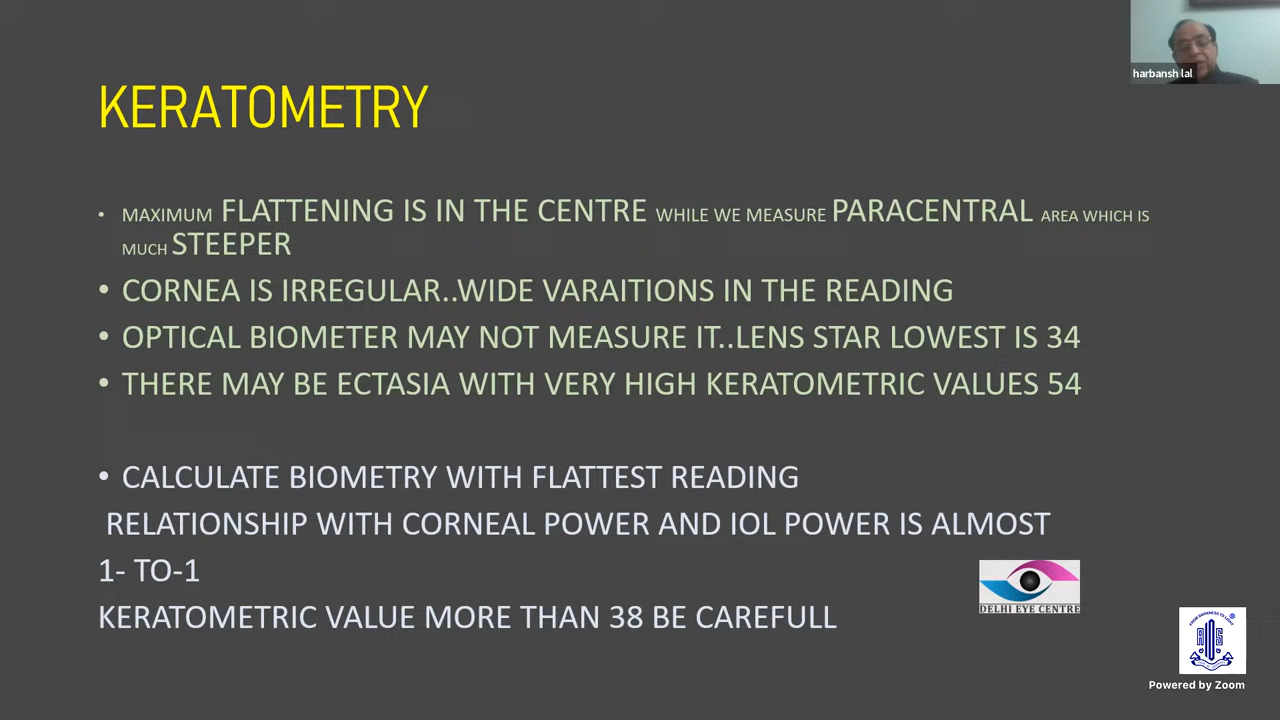 harbansh lal
KERATOMETRY
• MAXIMUM FLATTENING IS IN THE CENTRE WHILE WE MEASURE PARACENTRAL AREA WHICH IS
MUCH STEEPER
• CORNEA IS IRREGULAR..WIDE VARAITIONS IN THE READING
• OPTICAL BIOMETER MAY NOT MEASURE IT..LENS STAR LOWEST IS 34
• THERE MAY BE ECTASIA WITH VERY HIGH KERATOMETRIC VALUES 54
• CALCULATE BIOMETRY WITH FLATTEST READING
RELATIONSHIP WITH CORNEAL POWER AND IOL POWER IS ALMOST
1- TO-1
KERATOMETRIC VALUE MORE THAN 38 BE CAREFULL
DELHI EYE CENTRE
Powered by Zoom